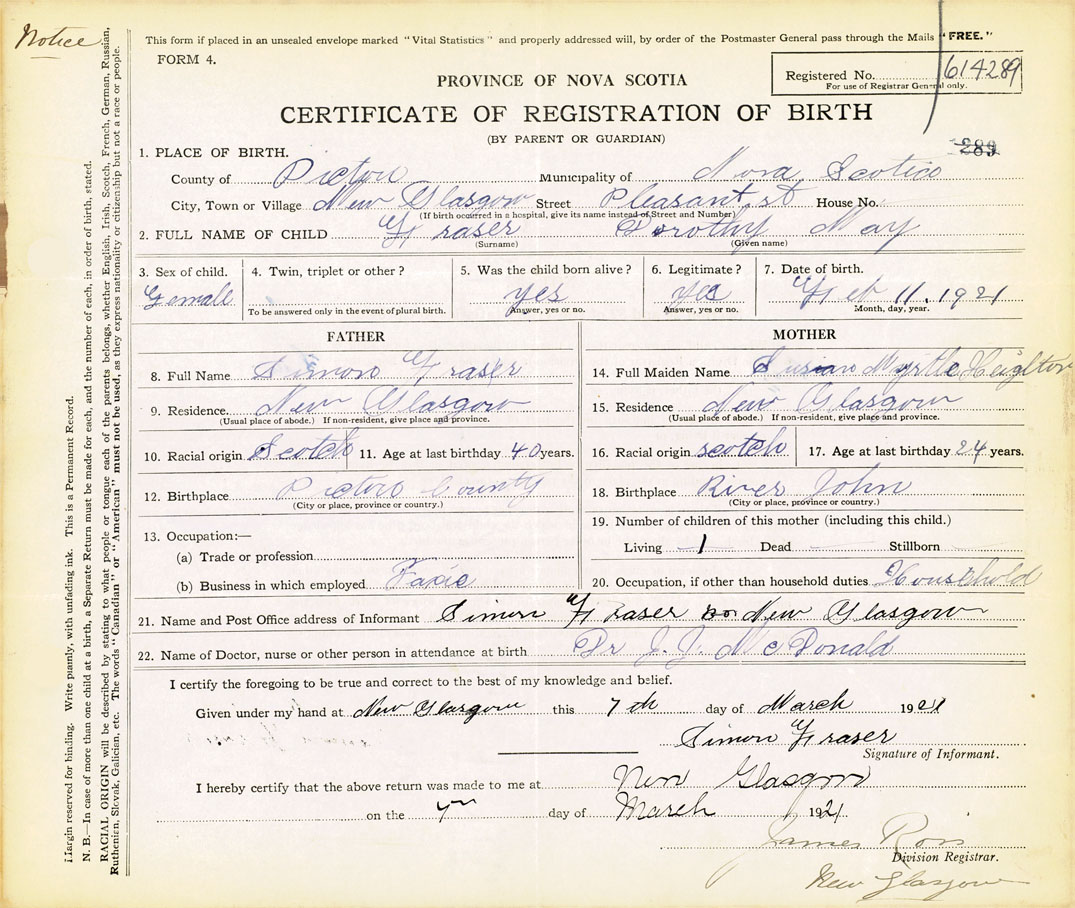 Notice
This form if placed in an unsealed envelope marked "Vital Statistics" and properly addressed will, by order of the Postmaster General pass through the Mails "FREE."
FORM 4.
Registered No. 614289
For use of Registrar General only.
PROVINCE OF NOVA SCOTIA
CERTIFICATE OF REGISTRATION OF BIRTH
(BY PARENT OR GUARDIAN)
289
1. PLACE OF BIRTH.
County of Pictou Municipality of Nova Scotia
City, Town or Village New Glasgow Street Pleasant st House No.
(If birth occurred in a hospital, give its name instead of Street and Number)
2. FULL NAME OF CHILD Fraser Dorothy May
(Surname) (Given name)
3. Sex of child. 4. Twin, triplet or other? 5. Was the child born alive? 6. Legitimate? 7. Date of birth.
Female yes yes Feb 11, 1921
To be answered only in the event of plural birth. Answer, yes or no. Answer, yes or no. Month, day, year.
FATHER
8. Full Name Simon Fraser
9. Residence New Glasgow
(Usual place of abode.) If non-resident, give place and province.
10. Racial origin Scotch 11. Age at last birthday 40 years.
12. Birthplace Pictou County
(City or place, province or country.)
13. Occupation:—
(a) Trade or profession
(b) Business in which employed
MOTHER
14. Full Maiden Name Susian Myrtle Heighton
15. Residence New Glasgow
(Usual place of abode.) If non-resident, give place and province.
16. Racial origin scotch 17. Age at last birthday 24 years.
18. Birthplace River John
(City or place, province or country.)
19. Number of children of this mother (including this child.)
Living 1 Dead Stillborn
20. Occupation, if other than household duties Household
21. Name and Post Office address of Informant Simon Fraser New Glasgow
22. Name of Doctor, nurse or other person in attendance at birth Dr J. J. McDonald
I certify the foregoing to be true and correct to the best of my knowledge and belief.
Given under my hand at New Glasgow this 7th day of March 1921
Simon Fraser
Signature of Informant.
I hereby certify that the above return was made to me at New Glasgow
on the 7th day of March 1921
James Ross
Division Registrar.
New Glasgow
Margin reserved for binding. Write plainly, with unfading ink. This is a Permanent Record.
N. B.—In case of more than one child at a birth, a Separate Return must be made for each, and the number of each, in order of birth, stated.
RACIAL ORIGIN will be described by stating to what people or tongue each of the parents belongs, whether English, Irish, Scotch, French, German, Russian,
Ruthenian, Slovak, Galician, etc. The words "Canadian" or "American" must not be used, as they express nationality or citizenship but not a race or people.